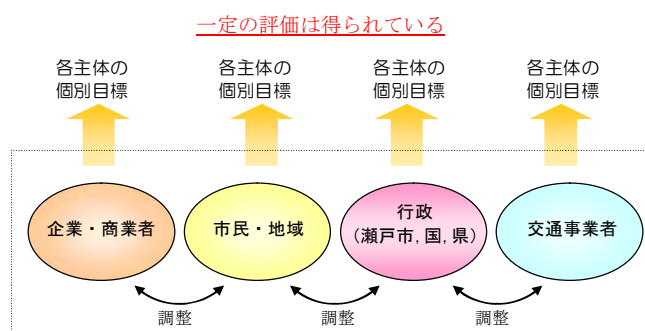 一定の評価は得られている
各主体の
個別目標
各主体の
個別目標
各主体の
個別目標
各主体の
個別目標
企業・商業者
市民・地域
行政
（瀬戸市,国,県）
交通事業者
調整
調整
調整